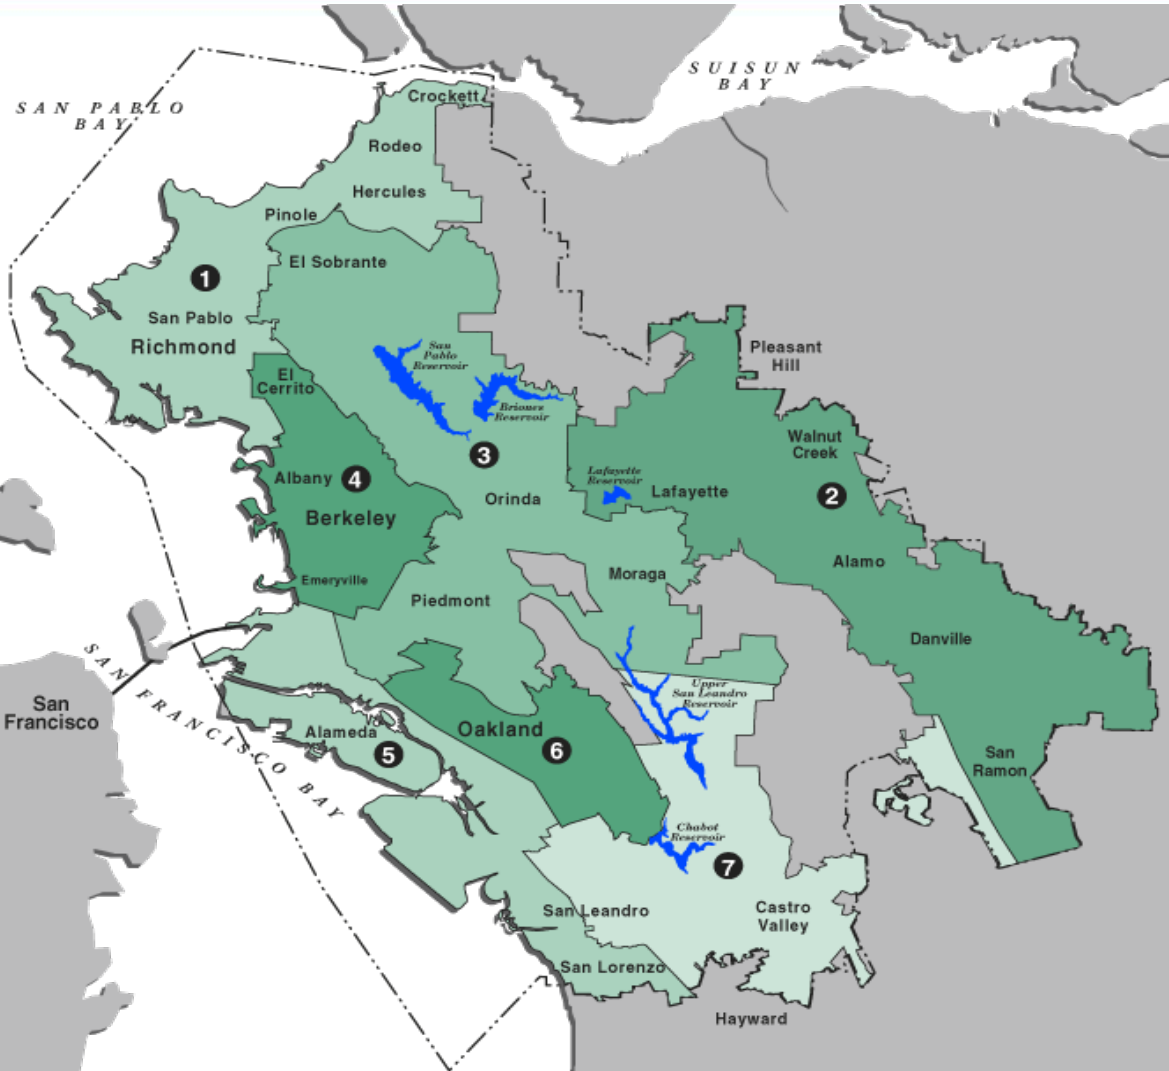 SUISUN
BAY
SAN PABLO
BAY
Crockett
Rodeo
Hercules
Pinole
El Sobrante
1
San Pablo
Richmond
San
Pablo
Reservoir
Pleasant
Hill
El
Cerrito
Briones
Reservoir
Walnut
Creek
3
4
Albany
Lafayette
Reservoir
Lafayette
2
Orinda
Berkeley
Alamo
Emeryville
Moraga
Piedmont
Danville
SAN FRANCISCO BAY
San
Francisco
Upper
San Leandro
Reservoir
Alameda
5
Oakland
6
San
Ramon
Chabot
Reservoir
7
San Leandro
Castro
Valley
San Lorenzo
Hayward